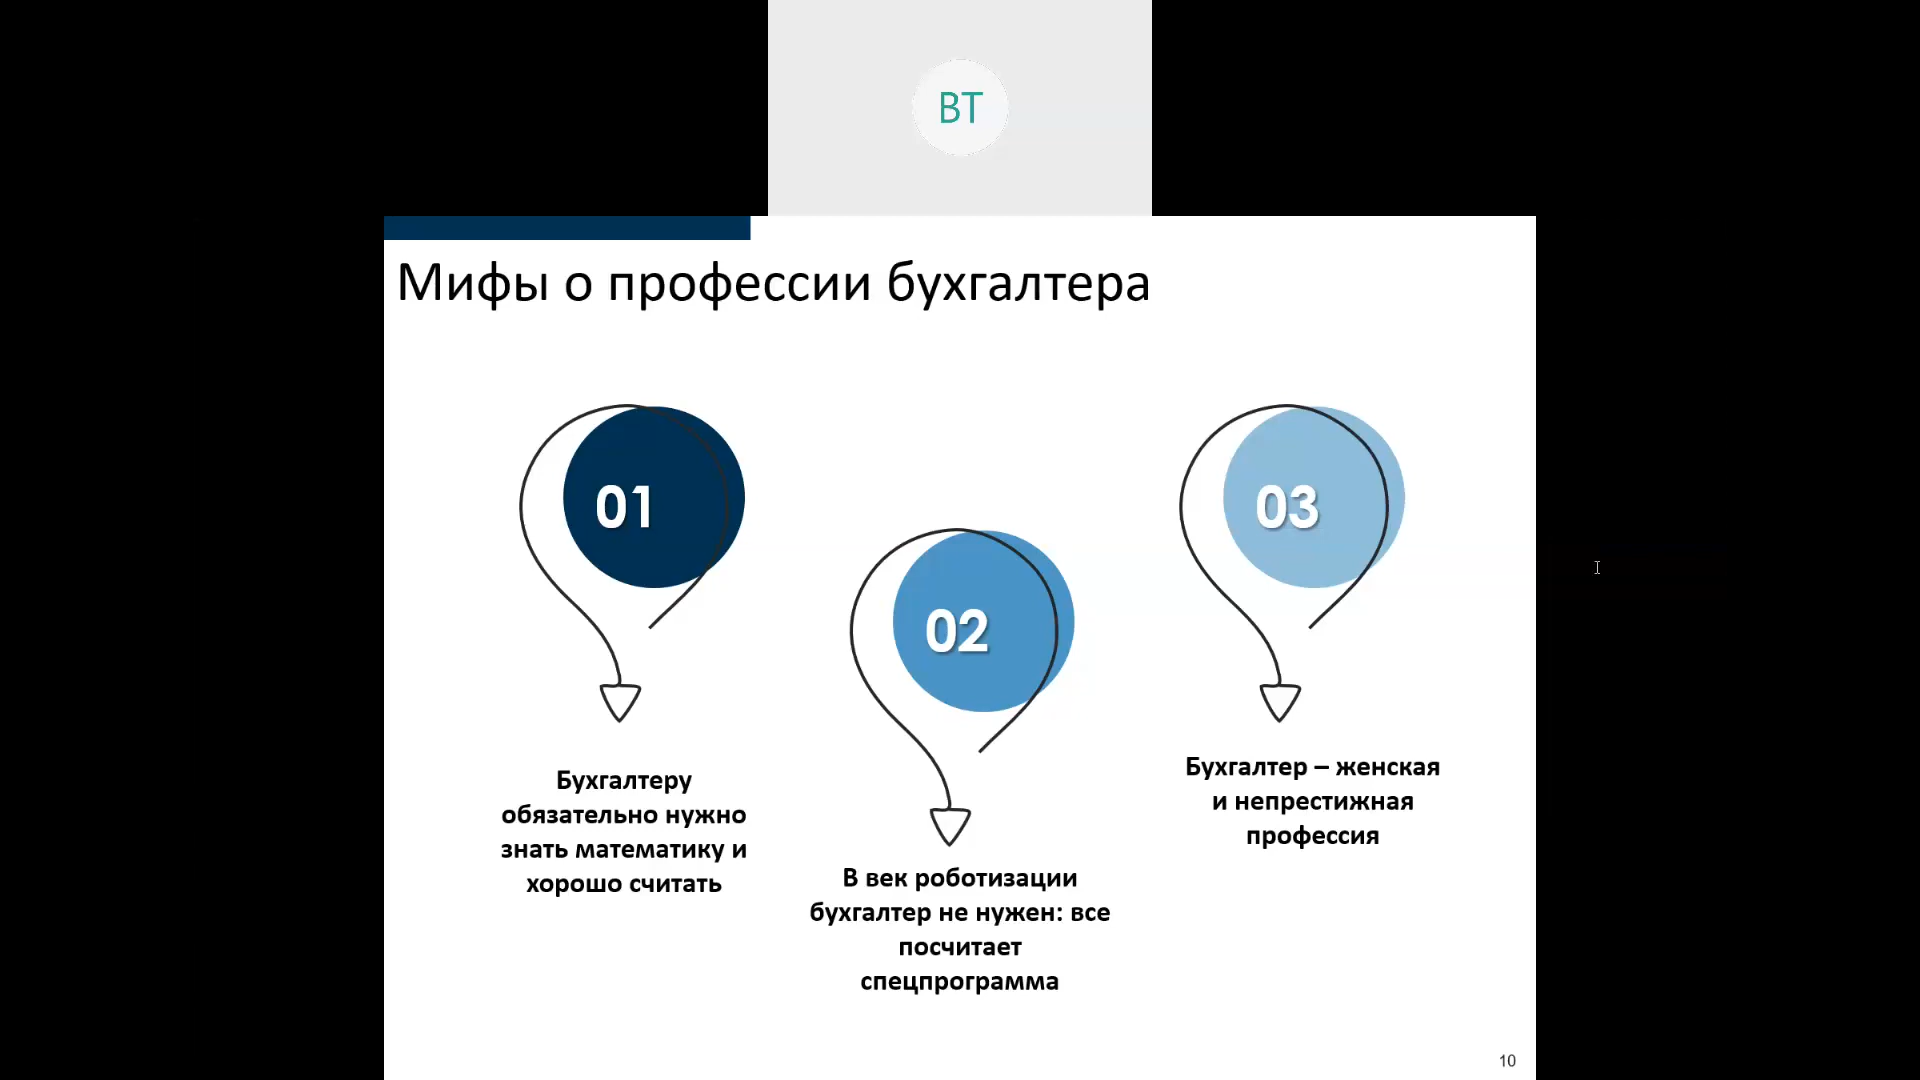 ВТ
Мифы о профессии бухгалтера
01
Бухгалтеру
обязательно нужно
знать математику и
хорошо считать
02
В век роботизации
бухгалтер не нужен: все
посчитает
спецпрограмма
03
Бухгалтер – женская
и непрестижная
профессия
10